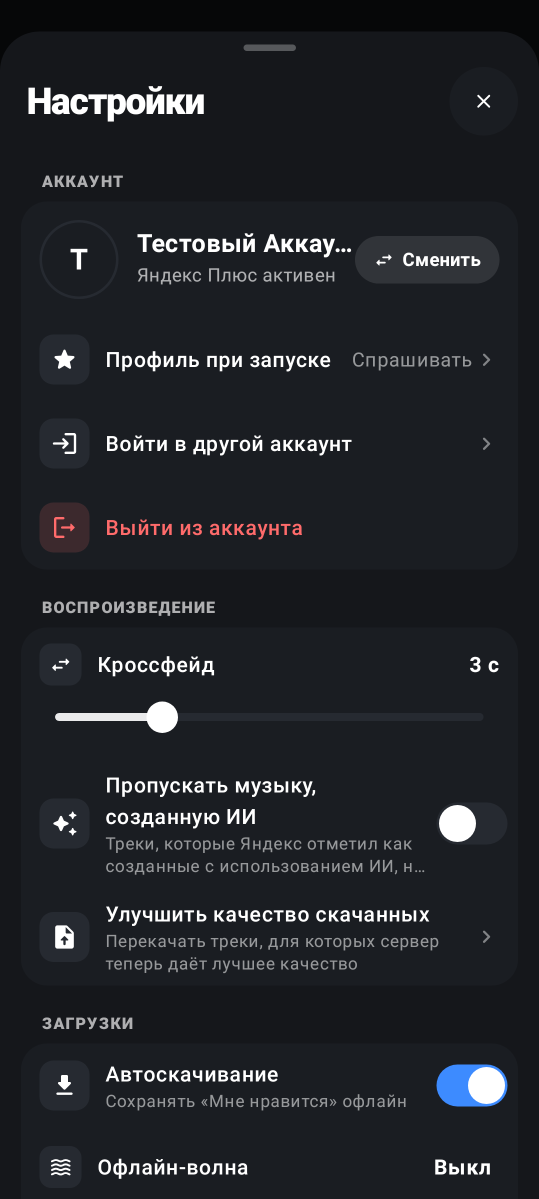 Настройки
АККАУНТ
Т
Тестовый Аккау...
Яндекс Плюс активен
Сменить
Профиль при запуске
Спрашивать
Войти в другой аккаунт
Выйти из аккаунта
ВОСПРОИЗВЕДЕНИЕ
Кроссфейд
3 с
Пропускать музыку,
созданную ИИ
Треки, которые Яндекс отметил как
созданные с использованием ИИ, н...
Улучшить качество скачанных
Перекачать треки, для которых сервер
теперь даёт лучшее качество
ЗАГРУЗКИ
Автоскачивание
Сохранять «Мне нравится» офлайн
Офлайн-волна
Выкл